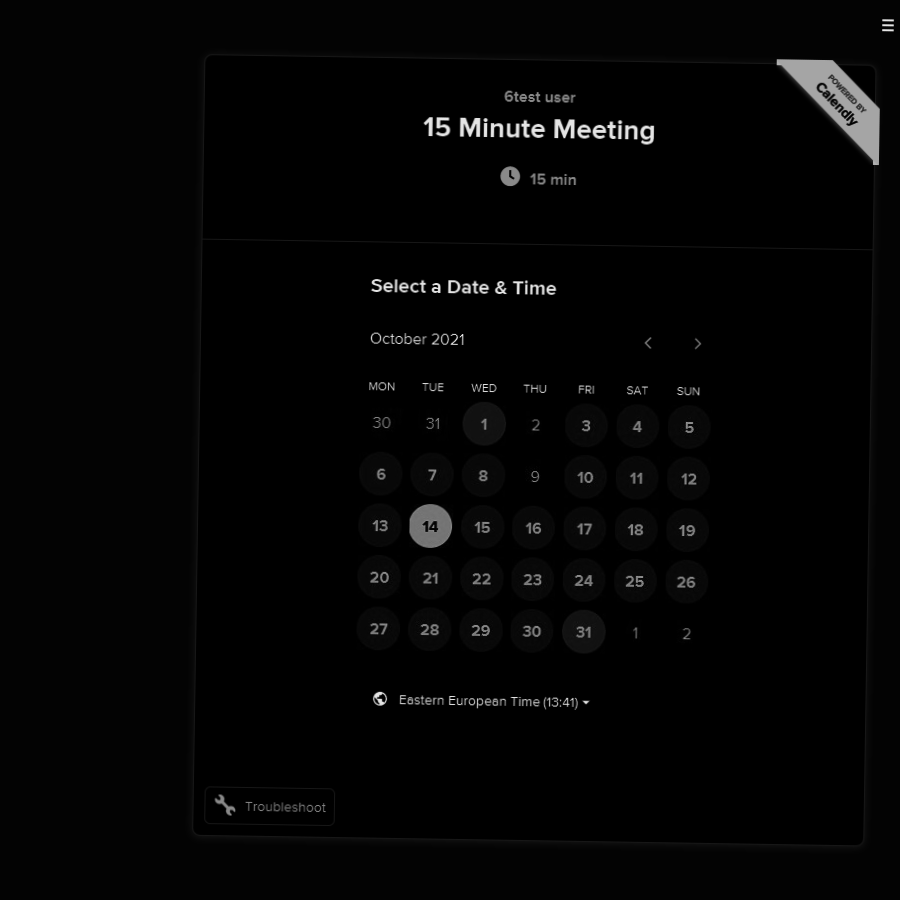 POWERED BY
Calendly
6test user
15 Minute Meeting
15 min
Select a Date & Time
October 2021
MON TUE WED THU FRI SAT SUN
30 31 1 2 3 4 5
6 7 8 9 10 11 12
13 14 15 16 17 18 19
20 21 22 23 24 25 26
27 28 29 30 31 1 2
Eastern European Time (13:41)
Troubleshoot